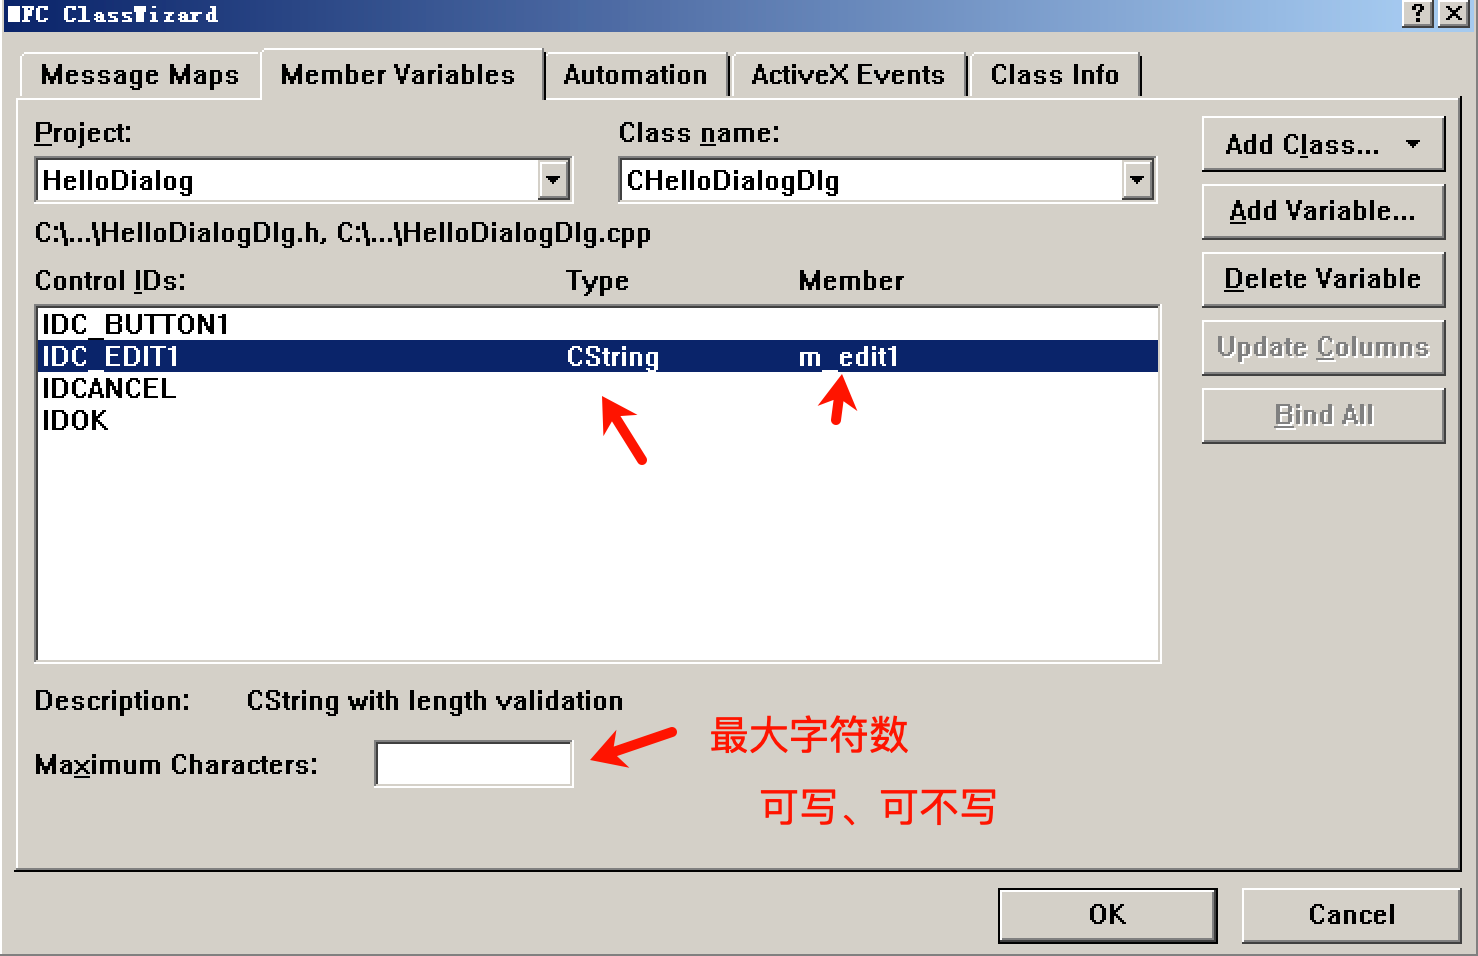 MFC ClassWizard
Message Maps Member Variables Automation ActiveX Events Class Info
Project: Class name: Add Class...
HelloDialog CHelloDialogDlg
Add Variable...
C:\...\HelloDialogDlg.h, C:\...\HelloDialogDlg.cpp
Control IDs: Type Member Delete Variable
IDC_BUTTON1
IDC_EDIT1 CString m_edit1 Update Columns
IDCANCEL
IDOK Bind All
Description: CString with length validation
最大字符数
Maximum Characters:
可写、可不写
OK Cancel